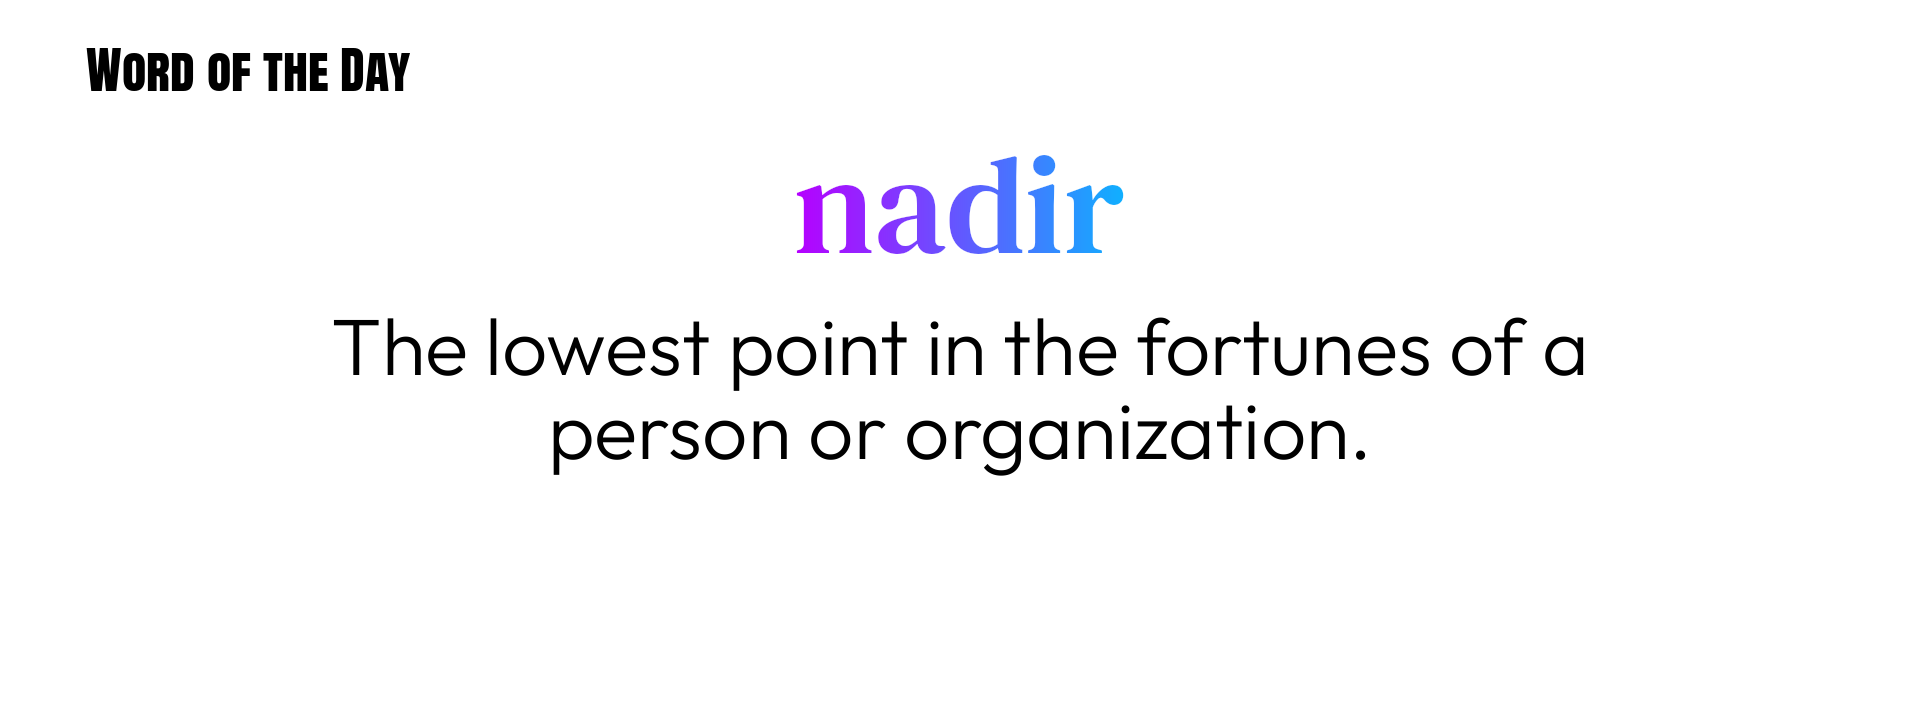 Word of the Day
nadir
The lowest point in the fortunes of a
person or organization.